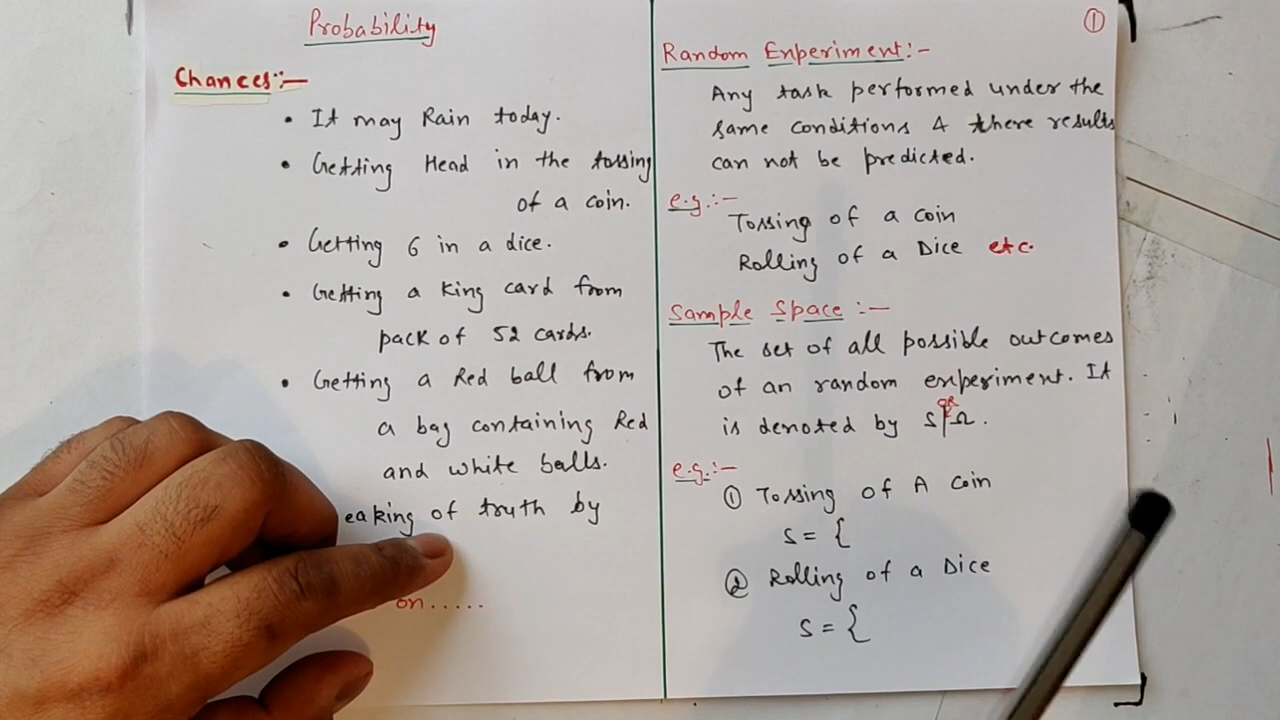 Probability
Chances:-
• It may Rain today.
• Getting Head in the tossing
of a coin.
• Getting 6 in a dice.
• Getting a King card from
pack of 52 cards.
• Getting a Red ball from
a bag containing Red
and white balls.
eaking of truth by
on.....
①
Random Experiment:-
Any task performed under the
same conditions & there results
can not be predicted.
e.g.:-
Tossing of a coin
Rolling of a Dice etc.
Sample Space :-
The set of all possible outcomes
of an random experiment. It
is denoted by S|Ω.
OR
e.g.:-
① Tossing of A Coin
S = {
② Rolling of a Dice
S = {